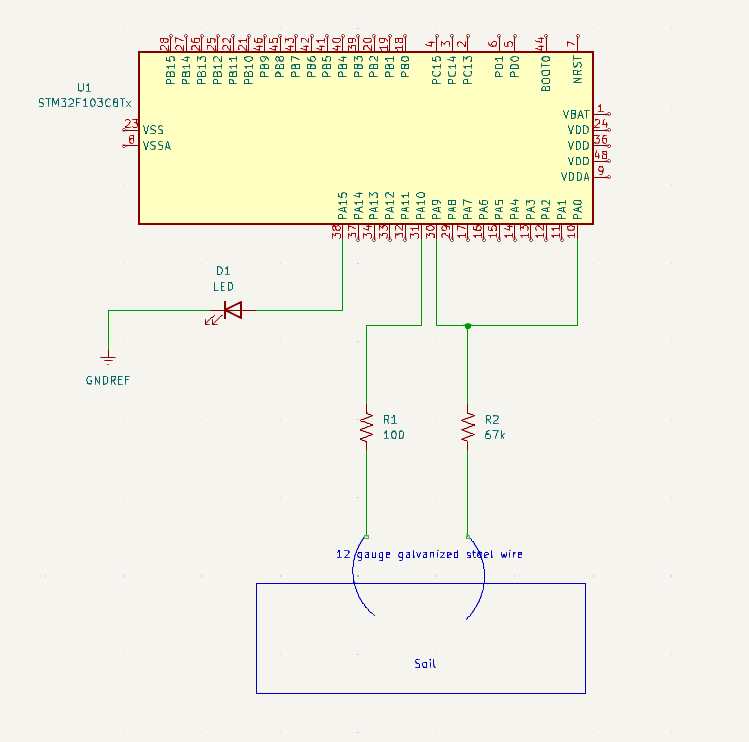 28 27 26 25 22 21 46 45 43 42 41 40 39 20 19 18 4 3 2 6 5 44 7
PB15 PB14 PB13 PB12 PB11 PB10 PB9 PB8 PB7 PB6 PB5 PB4 PB3 PB2 PB1 PB0 PC15 PC14 PC13 PD1 PD0 BOOT0 NRST
U1
STM32F103C8Tx
23 VSS
8 VSSA
VBAT 1
VDD 24
VDD 36
VDD 48
VDDA 9
PA15 PA14 PA13 PA12 PA11 PA10 PA9 PA8 PA7 PA6 PA5 PA4 PA3 PA2 PA1 PA0
38 37 34 33 32 31 30 29 17 16 15 14 13 12 11 10
D1
LED
GNDREF
R1
100
R2
67k
12 gauge galvanized steel wire
Soil